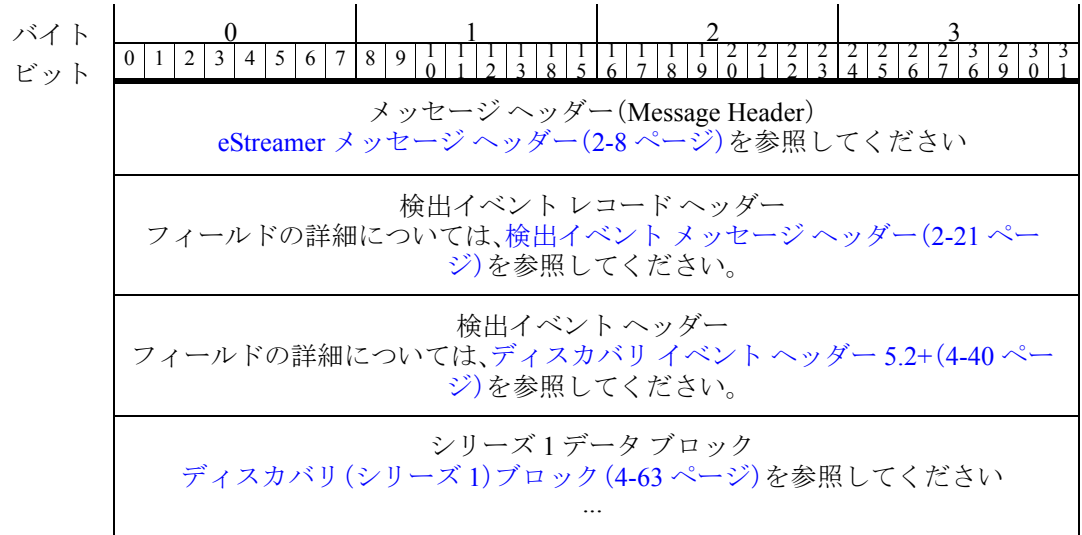 バイト 0 1 2 3
ビット 0 1 2 3 4 5 6 7 8 9 10 11 12 13 18 15 16 17 18 19 20 21 22 23 24 25 26 27 36 29 30 31
メッセージ ヘッダー(Message Header)
eStreamer メッセージ ヘッダー(2-8 ページ)を参照してください
検出イベント レコード ヘッダー
フィールドの詳細については、検出イベント メッセージ ヘッダー(2-21 ペー
ジ)を参照してください。
検出イベント ヘッダー
フィールドの詳細については、ディスカバリ イベント ヘッダー 5.2+(4-40 ペー
ジ)を参照してください。
シリーズ 1 データ ブロック
ディスカバリ(シリーズ 1)ブロック(4-63 ページ)を参照してください
...